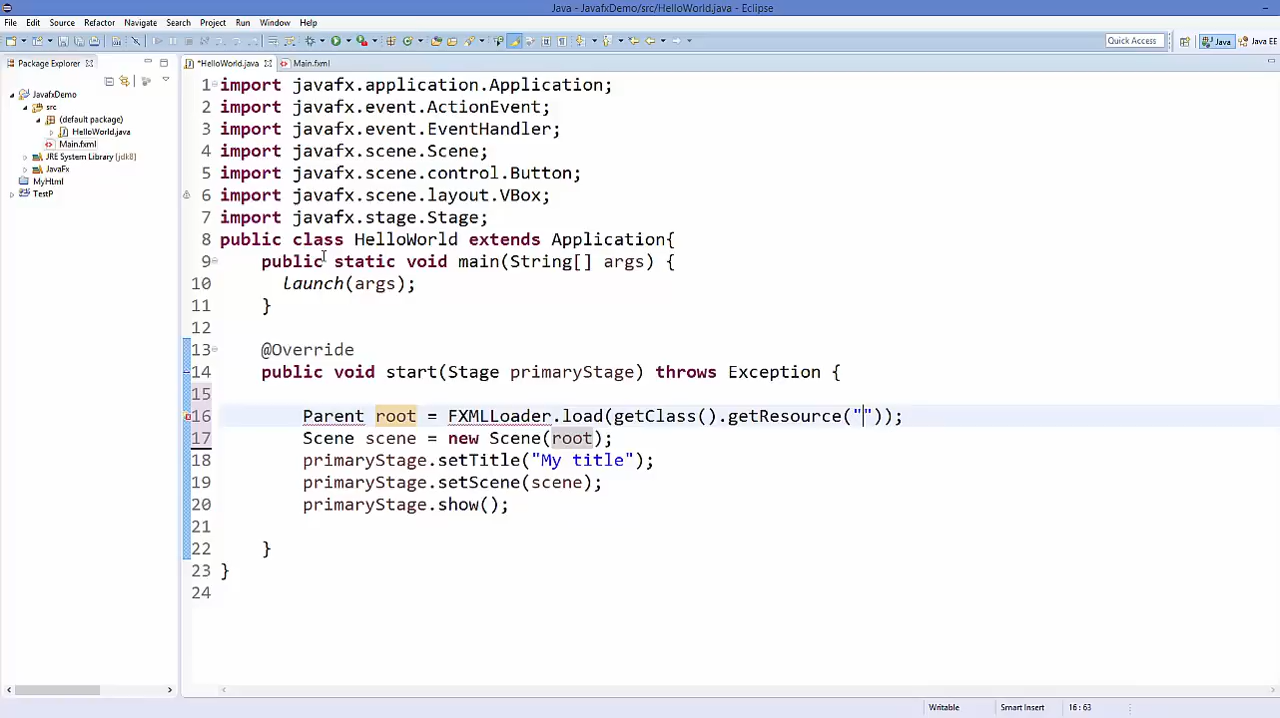 Java - JavafxDemo/src/HelloWorld.java - Eclipse
File Edit Source Refactor Navigate Search Project Run Window Help
Quick Access
Java
Java EE
Package Explorer
*HelloWorld.java
Main.fxml
JavafxDemo
src
(default package)
HelloWorld.java
Main.fxml
JRE System Library [jdk8]
JavaFx
MyHtml
TestP
1 import javafx.application.Application;
2 import javafx.event.ActionEvent;
3 import javafx.event.EventHandler;
4 import javafx.scene.Scene;
5 import javafx.scene.control.Button;
6 import javafx.scene.layout.VBox;
7 import javafx.stage.Stage;
8 public class HelloWorld extends Application{
9 public static void main(String[] args) {
10 launch(args);
11 }
12
13 @Override
14 public void start(Stage primaryStage) throws Exception {
15
16 Parent root = FXMLLoader.load(getClass().getResource(""));
17 Scene scene = new Scene(root);
18 primaryStage.setTitle("My title");
19 primaryStage.setScene(scene);
20 primaryStage.show();
21
22 }
23 }
24
Writable Smart Insert 16 : 63